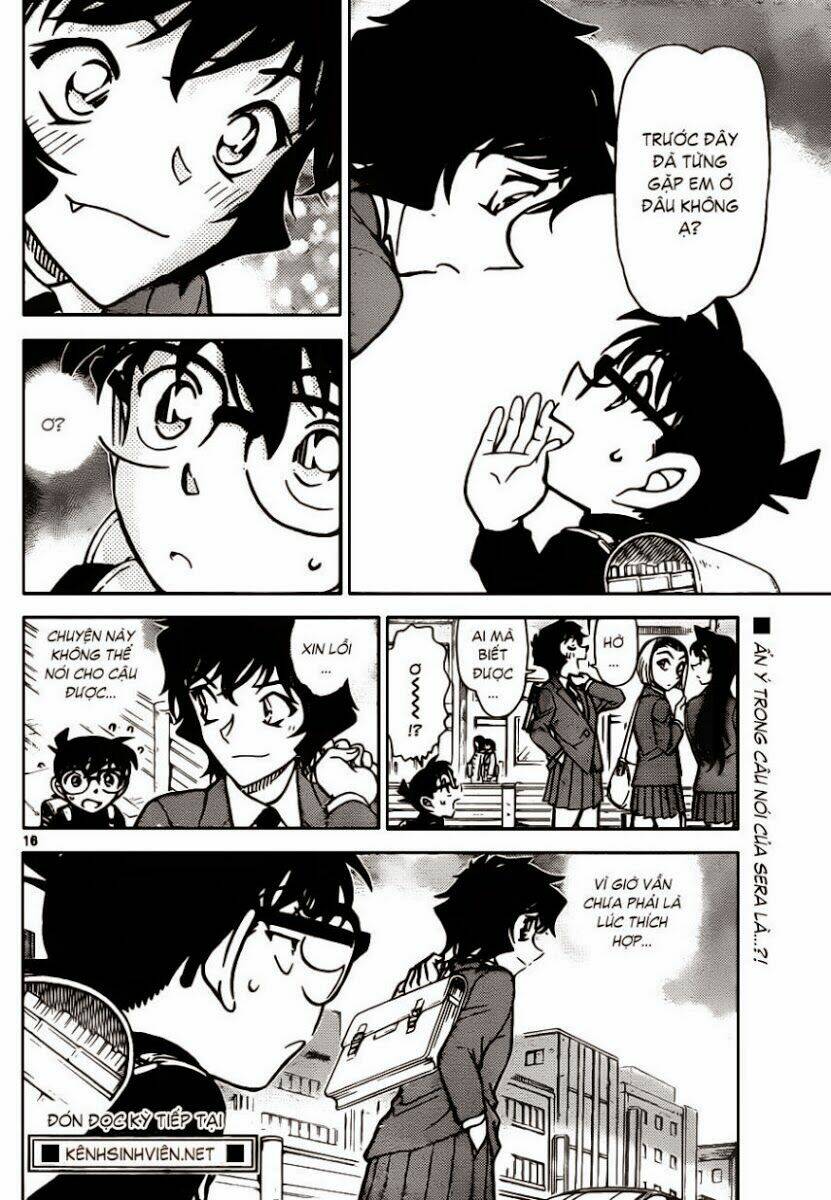 TRƯỚC ĐÂY
ĐÃ TỪNG
GẶP EM Ở
ĐÂU KHÔNG
Ạ?
Ơ?
CHUYỆN NÀY
KHÔNG THỂ
NÓI CHO CẬU
ĐƯỢC...
XIN LỖI
...
Ơ~~~!?
AI MÀ
BIẾT
ĐƯỢC
...
HỜ
...
ẨN Ý TRONG CÂU NÓI CỦA SERA LÀ...?!
16
VÌ GIỜ VẪN
CHƯA PHẢI LÀ
LÚC THÍCH
HỢP...
ĐÓN ĐỌC KỲ TIẾP TẠI
KÊNHSINHVIÊN.NET